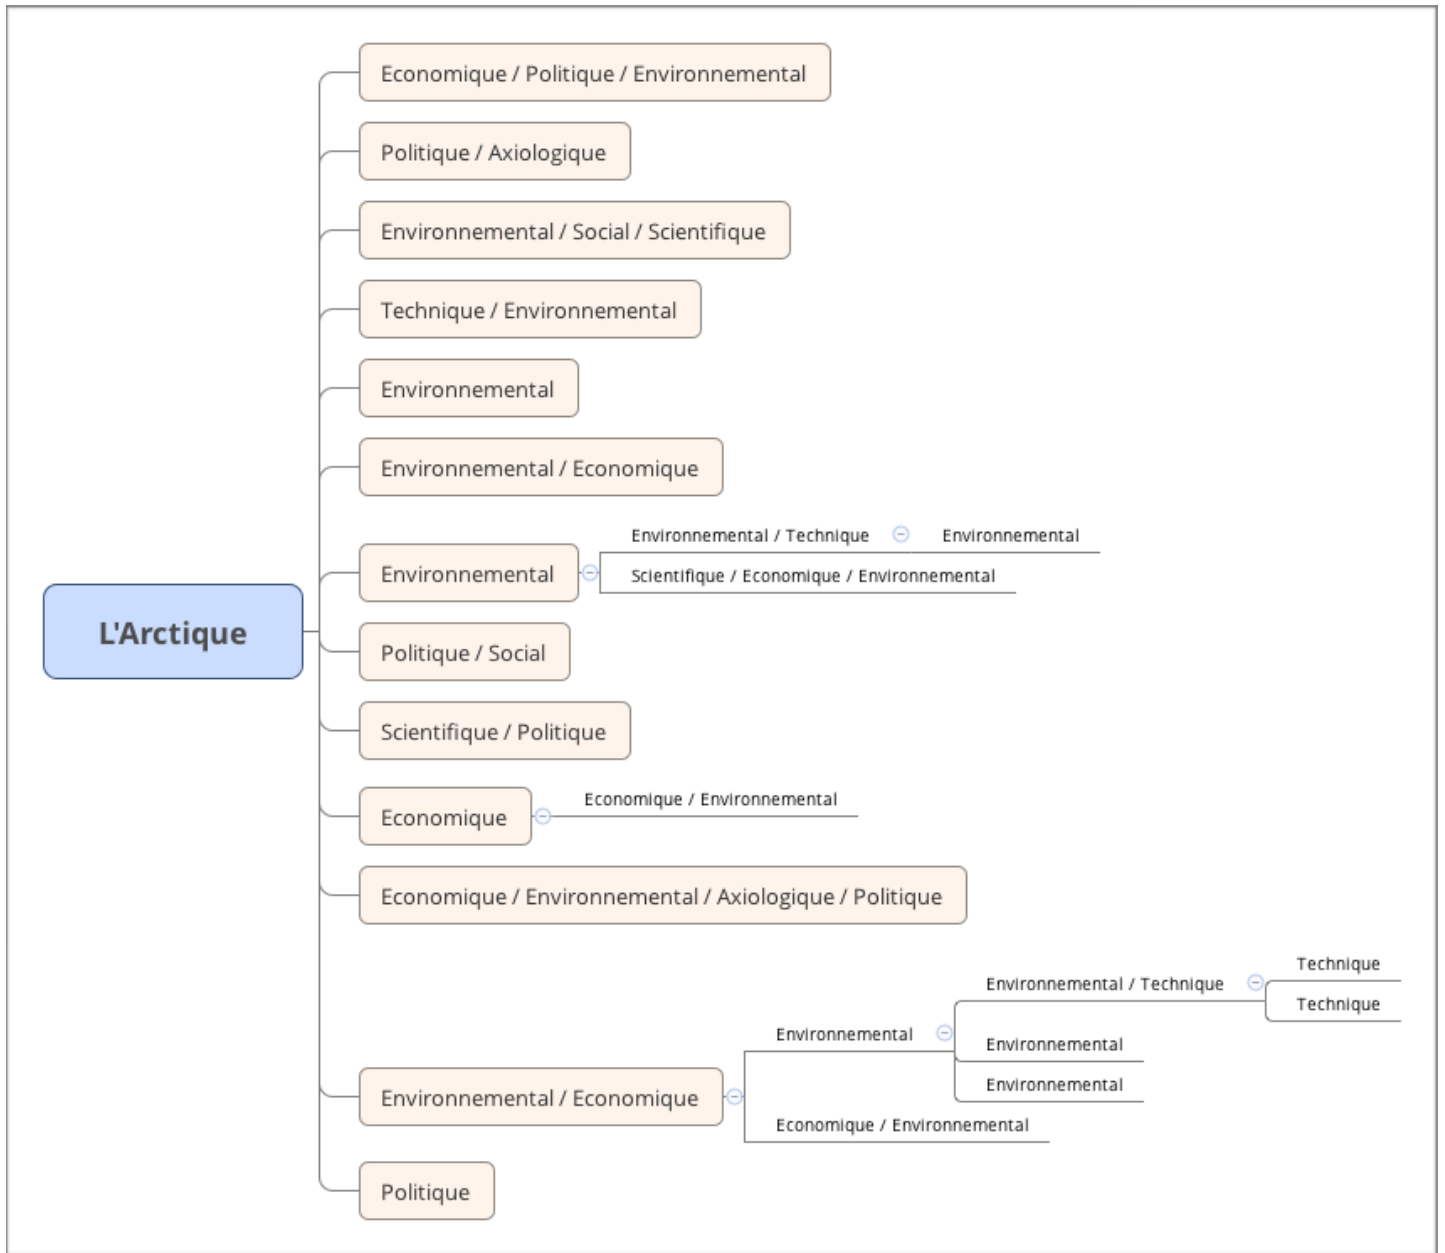 Economique / Politique / Environnemental
Politique / Axiologique
Environnemental / Social / Scientifique
Technique / Environnemental
Environnemental
Environnemental / Economique
Environnemental / Technique
Environnemental
Environnemental
Scientifique / Economique / Environnemental
L'Arctique
Politique / Social
Scientifique / Politique
Economique
Economique / Environnemental
Economique / Environnemental / Axiologique / Politique
Environnemental / Economique
Environnemental
Environnemental / Technique
Technique
Technique
Environnemental
Environnemental
Economique / Environnemental
Politique